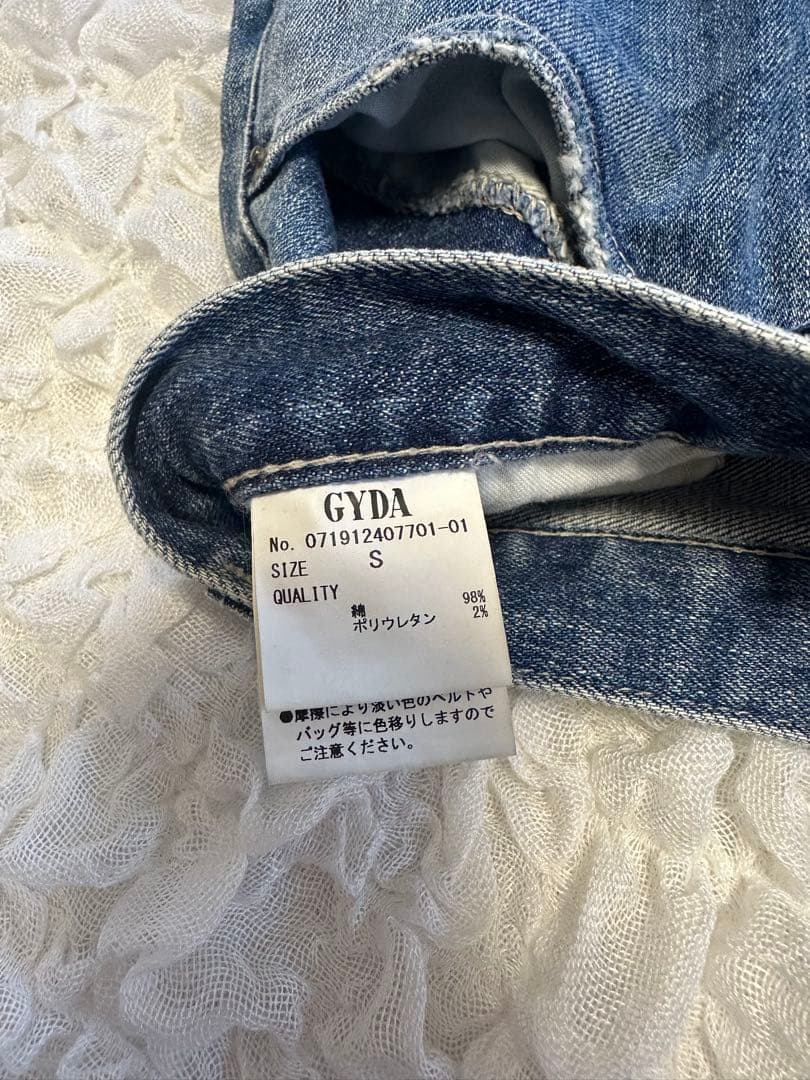 GYDA
No. 071912407701-01
SIZE S
QUALITY
綿 98%
ポリウレタン 2%
●摩擦により淡い色のベルトや
バッグ等に色移りしますので
ご注意ください。